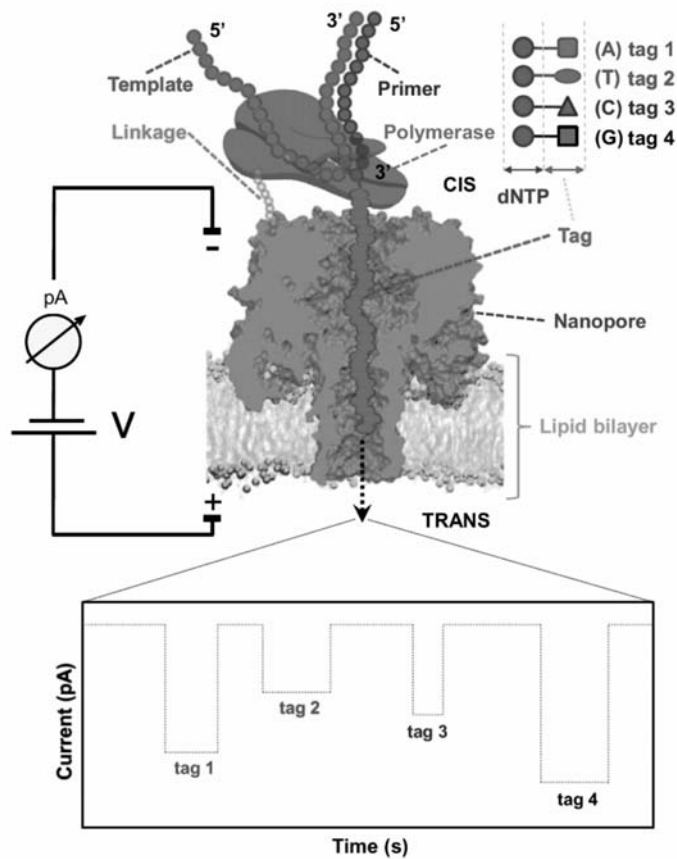 5’
3’
5’
Template
Primer
Linkage
Polymerase
3’
CIS
(A) tag 1
(T) tag 2
(C) tag 3
(G) tag 4
dNTP
Tag
-
pA
Nanopore
V
Lipid bilayer
+
TRANS
Current (pA)
tag 1
tag 2
tag 3
tag 4
Time (s)